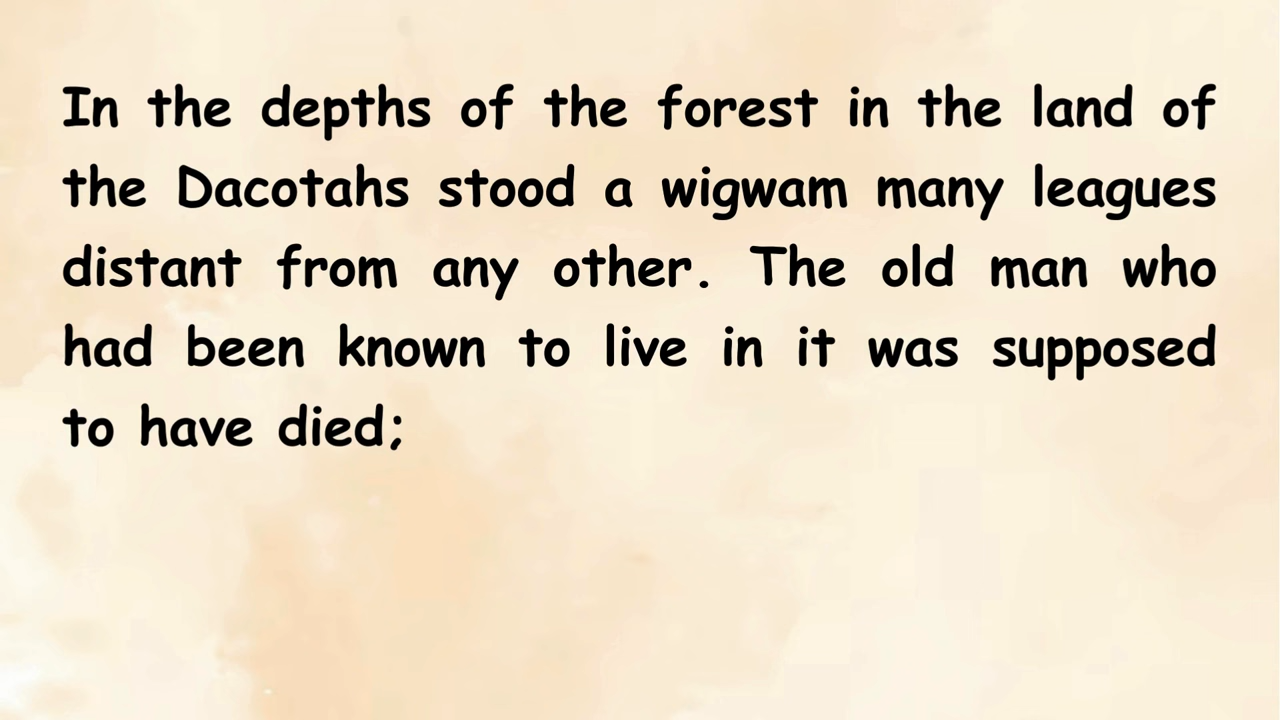 In the depths of the forest in the land of
the Dacotahs stood a wigwam many leagues
distant from any other. The old man who
had been known to live in it was supposed
to have died;